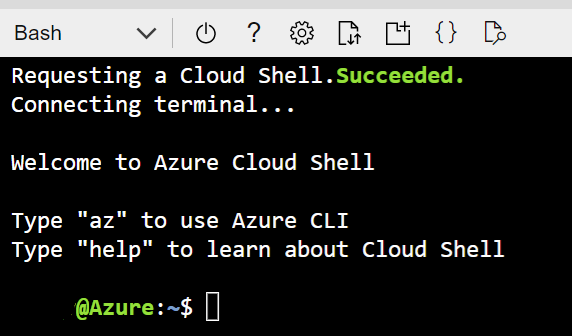 Bash
Requesting a Cloud Shell.Succeeded.
Connecting terminal...
Welcome to Azure Cloud Shell
Type "az" to use Azure CLI
Type "help" to learn about Cloud Shell
@Azure:~$